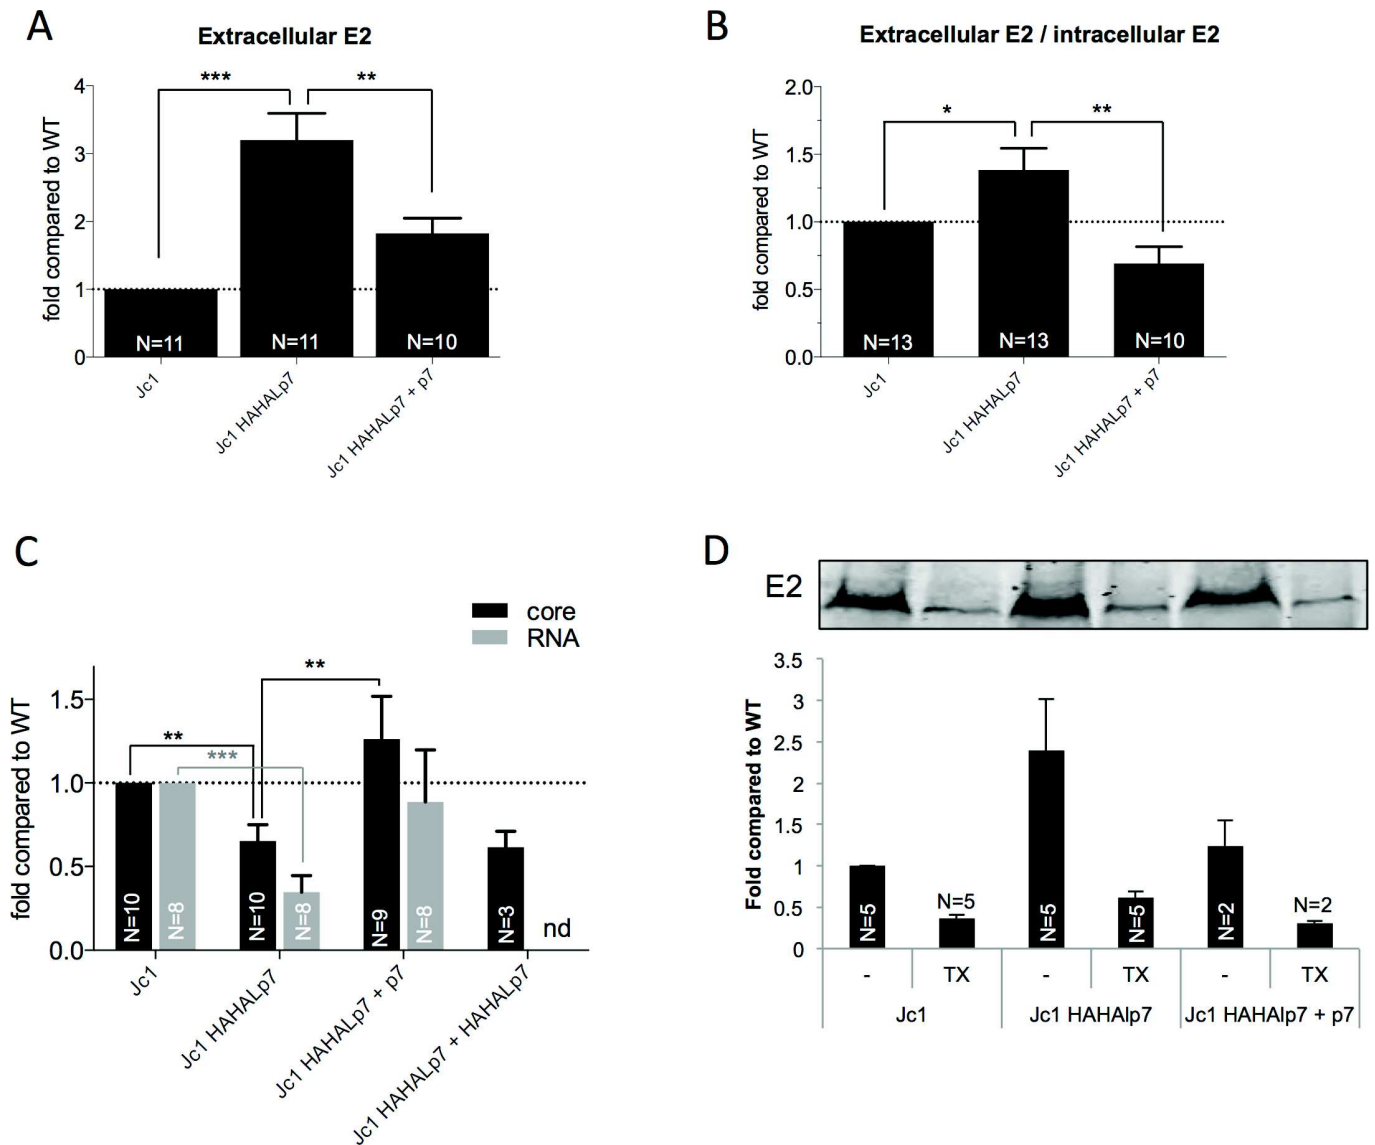 A
Extracellular E2
fold compared to WT
4
3
2
1
0
***
**
N=11
N=11
N=10
Jc1
Jc1 HAHALp7
Jc1 HAHALp7 + p7
B
Extracellular E2 / intracellular E2
fold compared to WT
2.0
1.5
1.0
0.5
0.0
*
**
N=13
N=13
N=10
Jc1
Jc1 HAHALp7
Jc1 HAHALp7 + p7
C
core
RNA
fold compared to WT
1.5
1.0
0.5
0.0
**
**
***
N=10
N=8
N=10
N=8
N=9
N=8
N=3
nd
Jc1
Jc1 HAHALp7
Jc1 HAHALp7 + p7
Jc1 HAHALp7 + HAHALp7
D
E2
Fold compared to WT
3.5
3
2.5
2
1.5
1
0.5
0
N=5
N=5
N=5
N=5
N=2
N=2
- TX - TX - TX
Jc1 Jc1 HAHAlp7 Jc1 HAHAlp7 + p7